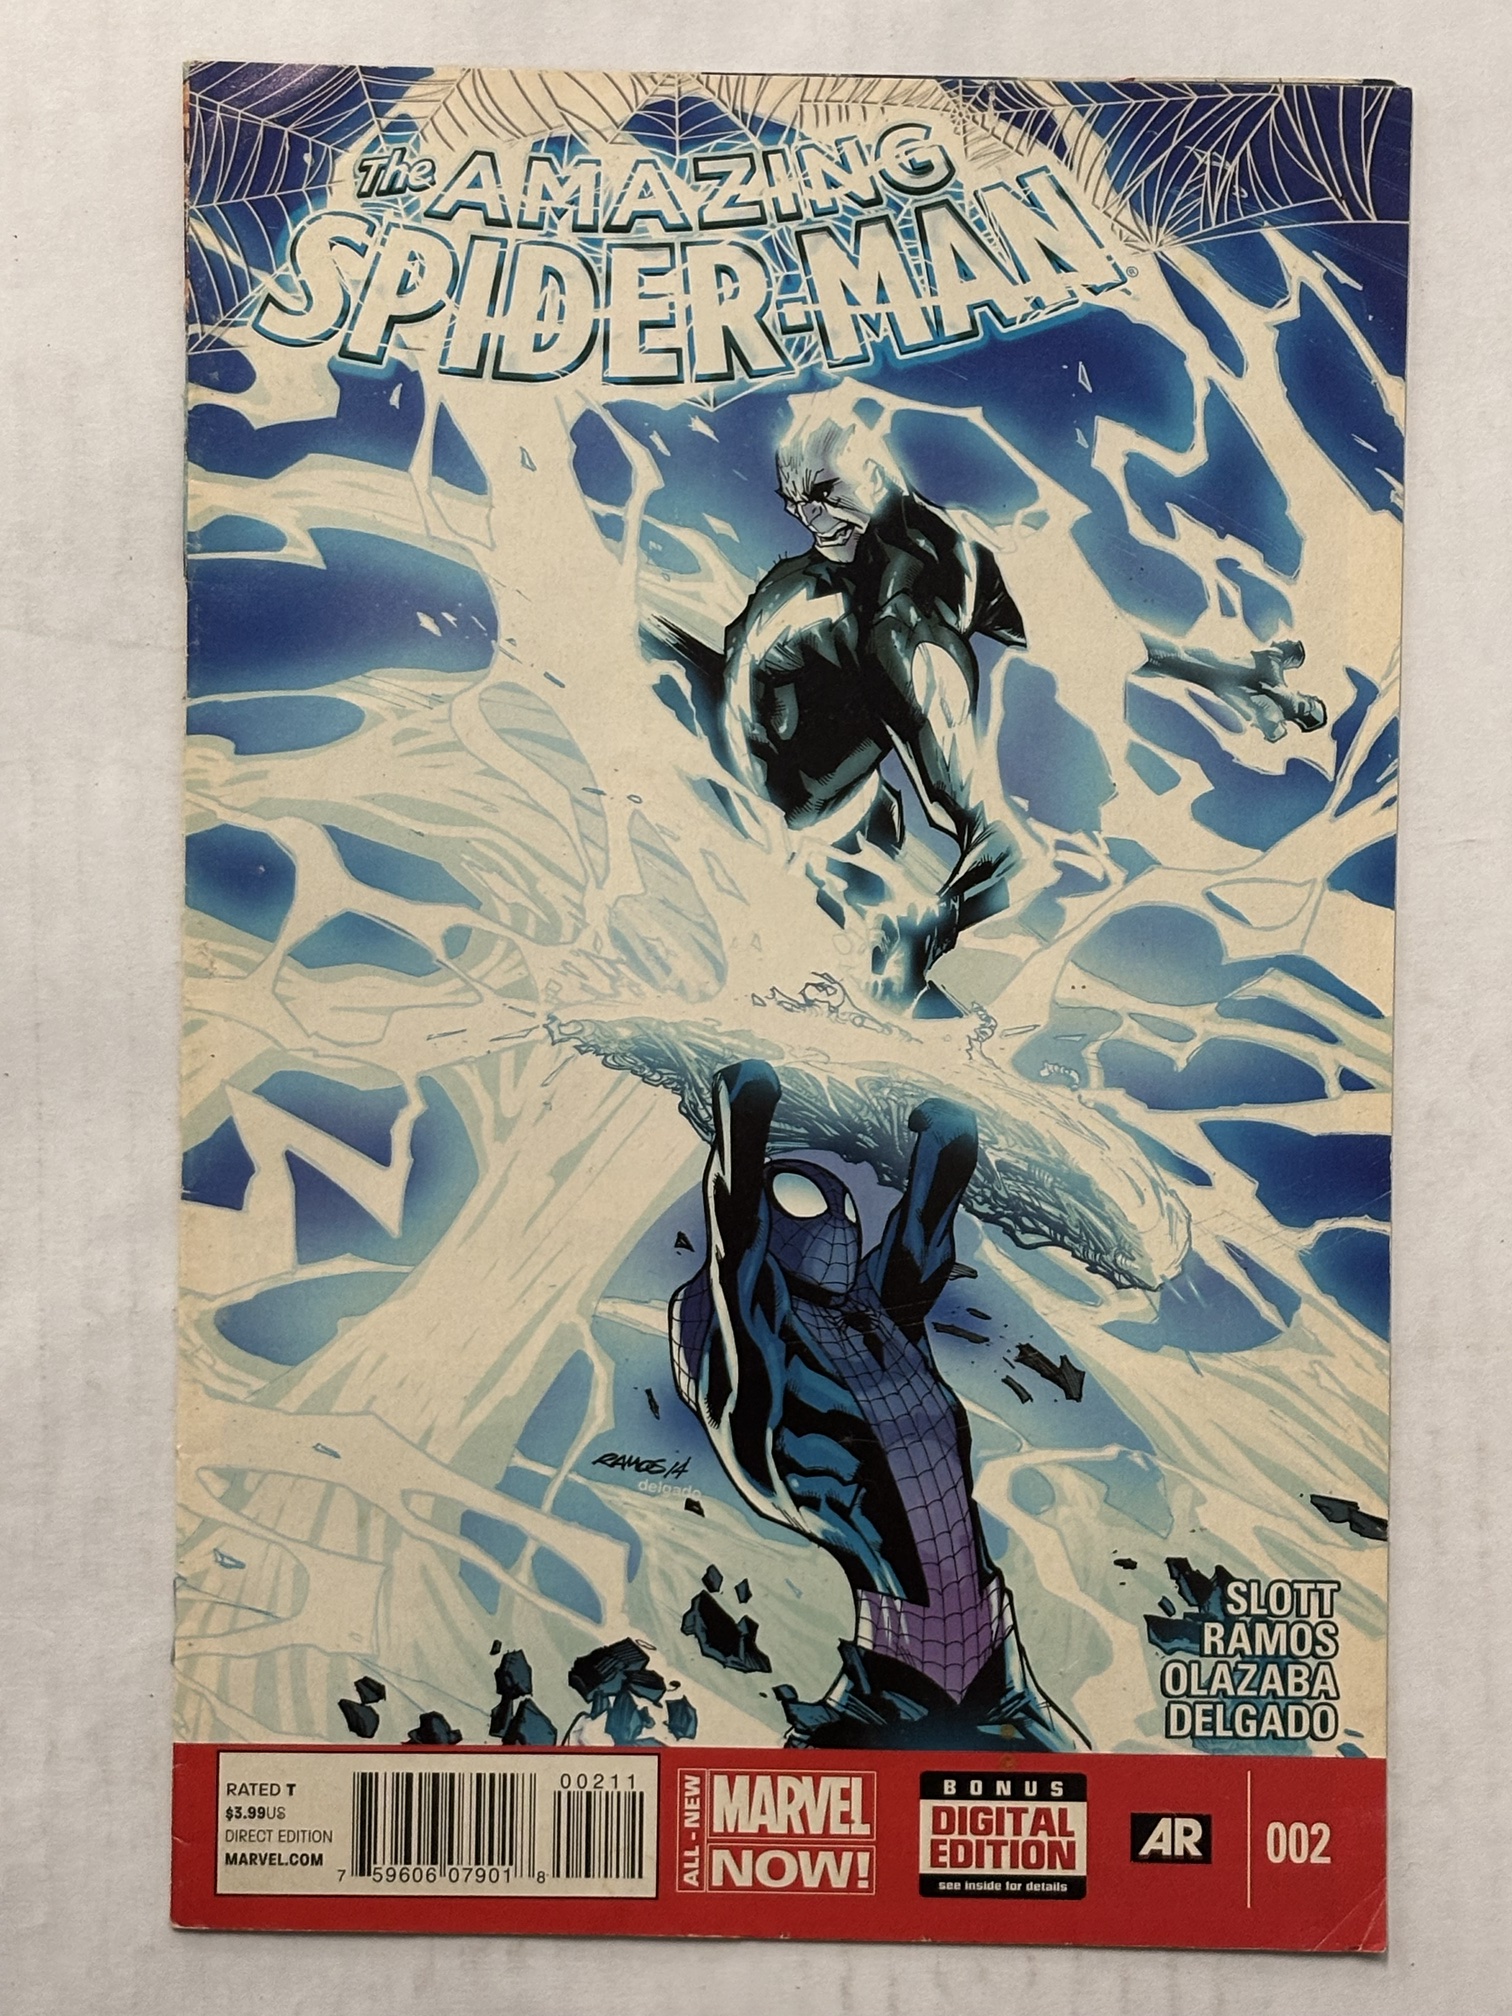 The AMAZING
SPIDER-MAN®
RAMOS 14
delgado
SLOTT
RAMOS
OLAZABA
DELGADO
RATED T
$3.99US
DIRECT EDITION
MARVEL.COM
00211
7 59606 07901 8
ALL-NEW
MARVEL
NOW!
BONUS
DIGITAL
EDITION
see inside for details
AR
002